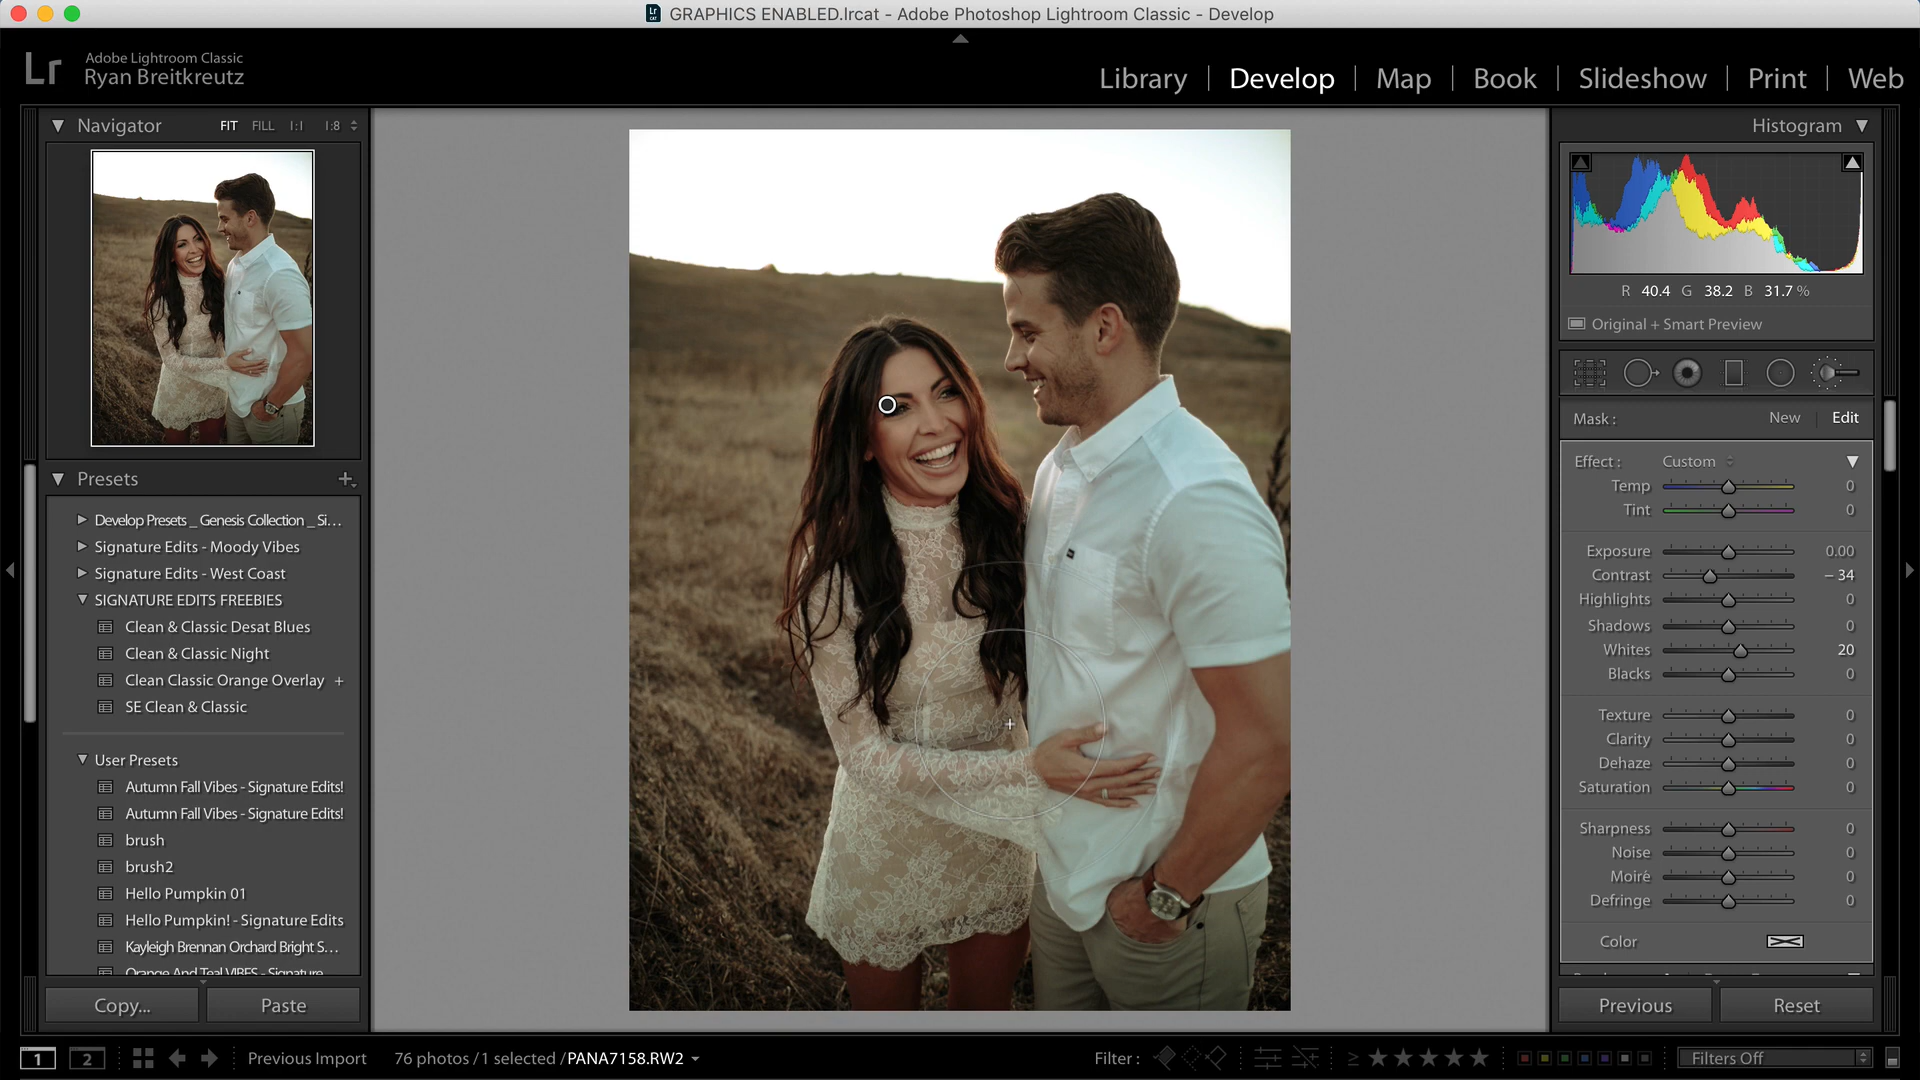 GRAPHICS ENABLED.lrcat - Adobe Photoshop Lightroom Classic - Develop
Lr
Adobe Lightroom Classic
Ryan Breitkreutz
Library | Develop | Map | Book | Slideshow | Print | Web
Navigator FIT FILL 1:1 1:8
Presets
Develop Presets _ Genesis Collection _ Si...
Signature Edits - Moody Vibes
Signature Edits - West Coast
SIGNATURE EDITS FREEBIES
Clean & Classic Desat Blues
Clean & Classic Night
Clean Classic Orange Overlay +
SE Clean & Classic
User Presets
Autumn Fall Vibes - Signature Edits!
Autumn Fall Vibes - Signature Edits!
brush
brush2
Hello Pumpkin 01
Hello Pumpkin! - Signature Edits
Kayleigh Brennan Orchard Bright S...
Orange And Teal VIBES - Signature
Copy... Paste
Histogram
R 40.4 G 38.2 B 31.7 %
Original + Smart Preview
Mask : New Edit
Effect : Custom
Temp 0
Tint 0
Exposure 0.00
Contrast – 34
Highlights 0
Shadows 0
Whites 20
Blacks 0
Texture 0
Clarity 0
Dehaze 0
Saturation 0
Sharpness 0
Noise 0
Moiré 0
Defringe 0
Color
Previous Reset
1 2 Previous Import 76 photos / 1 selected / PANA7158.RW2 Filter : ≥ Filters Off